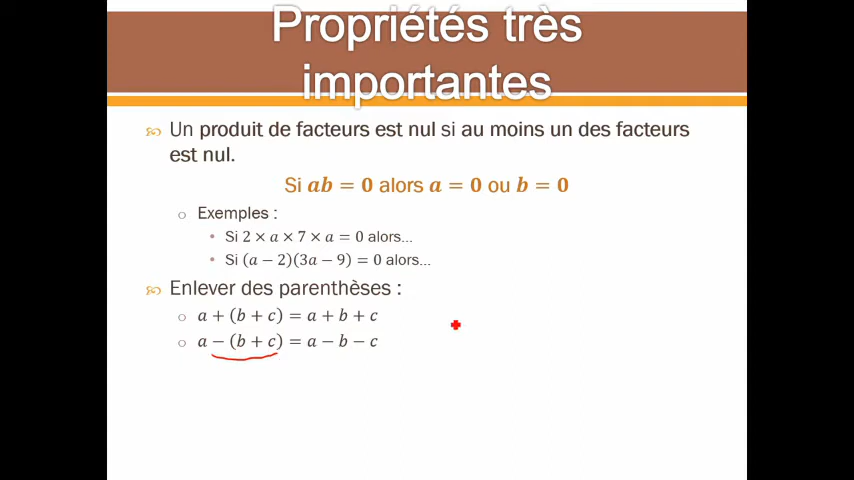 Propriétés très
importantes
Un produit de facteurs est nul si au moins un des facteurs
est nul.
Si ab = 0 alors a = 0 ou b = 0
Exemples :
Si 2 × a × 7 × a = 0 alors...
Si (a − 2)(3a − 9) = 0 alors...
Enlever des parenthèses :
a + (b + c) = a + b + c
a − (b + c) = a − b − c